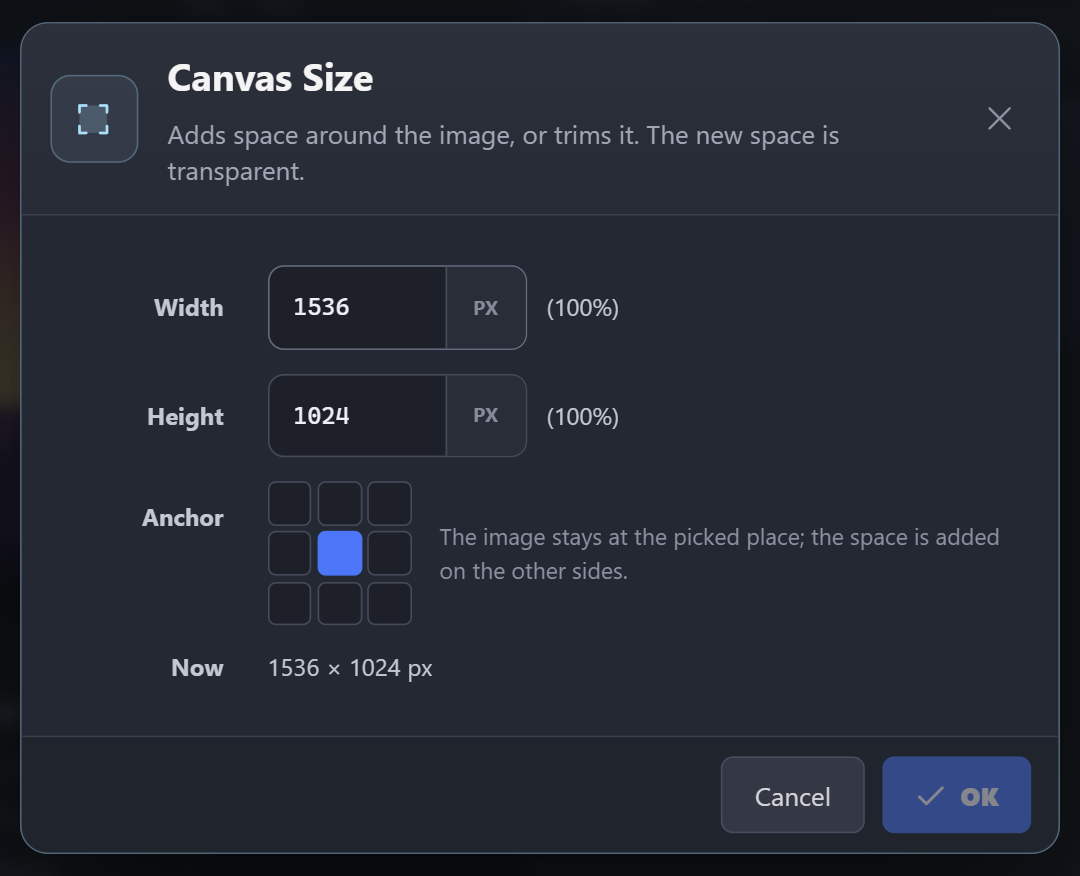 Canvas Size
Adds space around the image, or trims it. The new space is
transparent.
Width 1536 PX (100%)
Height 1024 PX (100%)
Anchor
The image stays at the picked place; the space is added
on the other sides.
Now 1536 × 1024 px
Cancel OK